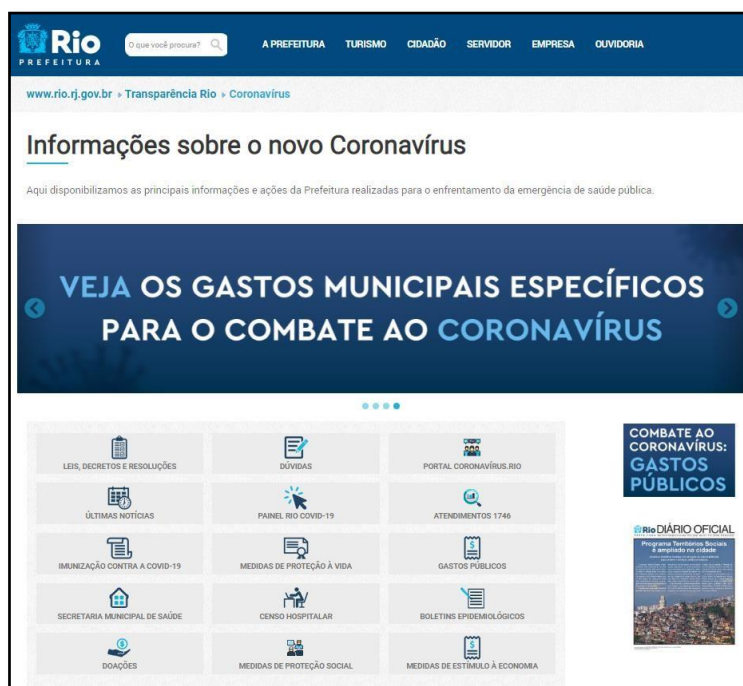 Rio
PREFEITURA
O que você procura?
A PREFEITURA TURISMO CIDADÃO SERVIDOR EMPRESA OUVIDORIA
www.rio.rj.gov.br » Transparência Rio » Coronavírus
Informações sobre o novo Coronavírus
Aqui disponibilizamos as principais informações e ações da Prefeitura realizadas para o enfrentamento da emergência de saúde pública.
VEJA OS GASTOS MUNICIPAIS ESPECÍFICOS
PARA O COMBATE AO CORONAVÍRUS
LEIS, DECRETOS E RESOLUÇÕES
DÚVIDAS
PORTAL CORONAVÍRUS.RIO
ÚLTIMAS NOTÍCIAS
PAINEL RIO COVID-19
ATENDIMENTOS 1746
IMUNIZAÇÃO CONTRA A COVID-19
MEDIDAS DE PROTEÇÃO À VIDA
GASTOS PÚBLICOS
SECRETARIA MUNICIPAL DE SAÚDE
CENSO HOSPITALAR
BOLETINS EPIDEMIOLÓGICOS
DOAÇÕES
MEDIDAS DE PROTEÇÃO SOCIAL
MEDIDAS DE ESTÍMULO À ECONOMIA
COMBATE AO
CORONAVÍRUS:
GASTOS
PÚBLICOS
Rio DIÁRIO OFICIAL
Programa Territórios Sociais
é ampliado na cidade